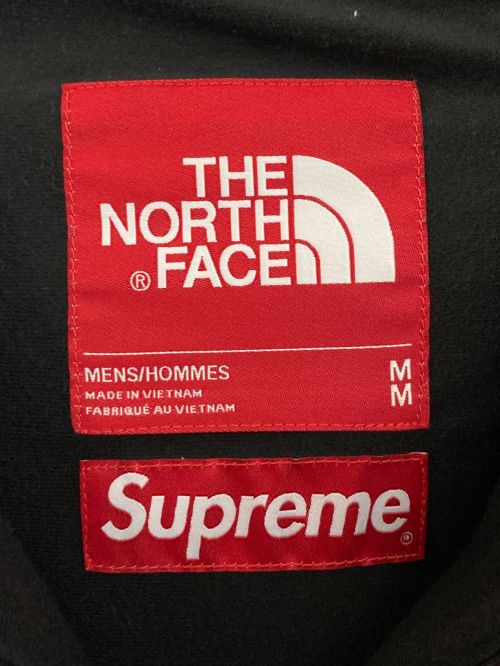 THE
NORTH
® FACE
MENS/HOMMES M
MADE IN VIETNAM M
FABRIQUÉ AU VIETNAM
Supreme ®